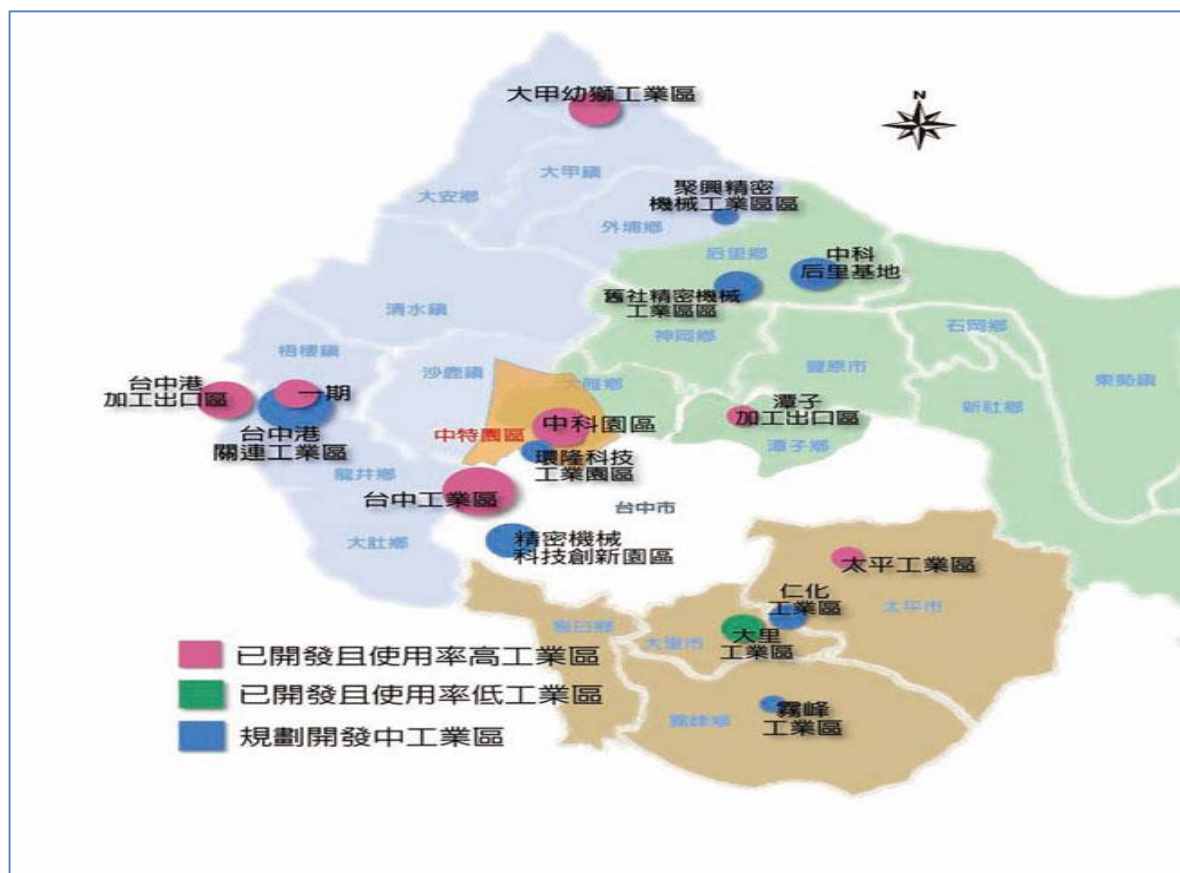 N
大甲幼獅工業區
大甲鎮
大安鄉
聚興精密
機械工業區區
外埔鄉
后里鄉
中科
后里基地
舊社精密機械
工業區區
清水鎮
神岡鄉
石岡鄉
梧棲鎮
沙鹿鎮
大雅鄉
豐原市
東勢鎮
新社鄉
台中港
加工出口區
一期
潭子
加工出口區
台中港
關連工業區
中特園區
中科園區
潭子鄉
環隆科技
工業園區
龍井鄉
台中工業區
台中市
大肚鄉
精密機械
科技創新園區
太平工業區
仁化
工業區
太平市
烏日鄉
大里市
大里
工業區
霧峰鄉
霧峰
工業區
已開發且使用率高工業區
已開發且使用率低工業區
規劃開發中工業區